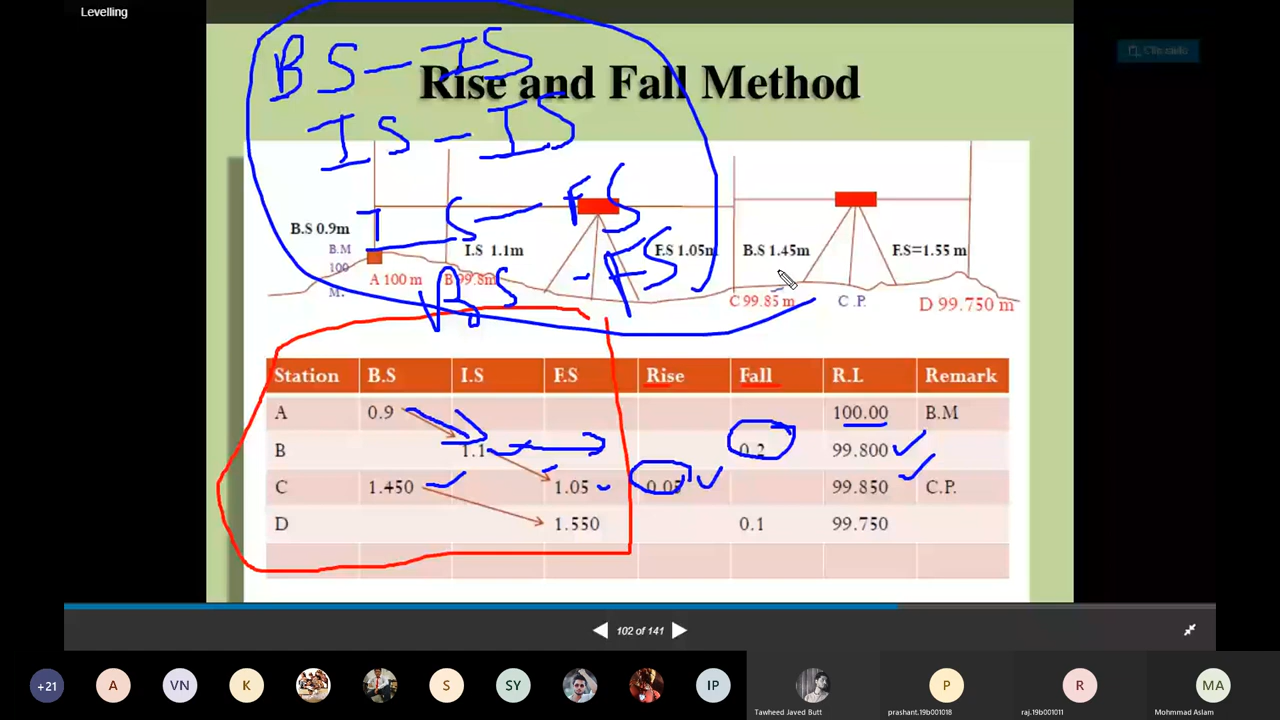 Levelling
Clip slide
BS-IS
Rise and Fall Method
IS-IS
IS-FS
BS-FS
B.S 0.9m
B.M
100
M.
I.S 1.1m
F.S 1.05m
B.S 1.45m
F.S=1.55 m
A 100 m
B 99.8m
C 99.85 m
C .P.
D 99.750 m
Station B.S I.S F.S Rise Fall R.L Remark
A 0.9 100.00 B.M
B 1.1 0.2 99.800
C 1.450 1.05 0.05 99.850 C.P.
D 1.550 0.1 99.750
102 of 141
+21 A VN K S SY IP P R MA
Tawheed Javed Butt prashant.19b001018 raj.19b001011 Mohmmad Aslam